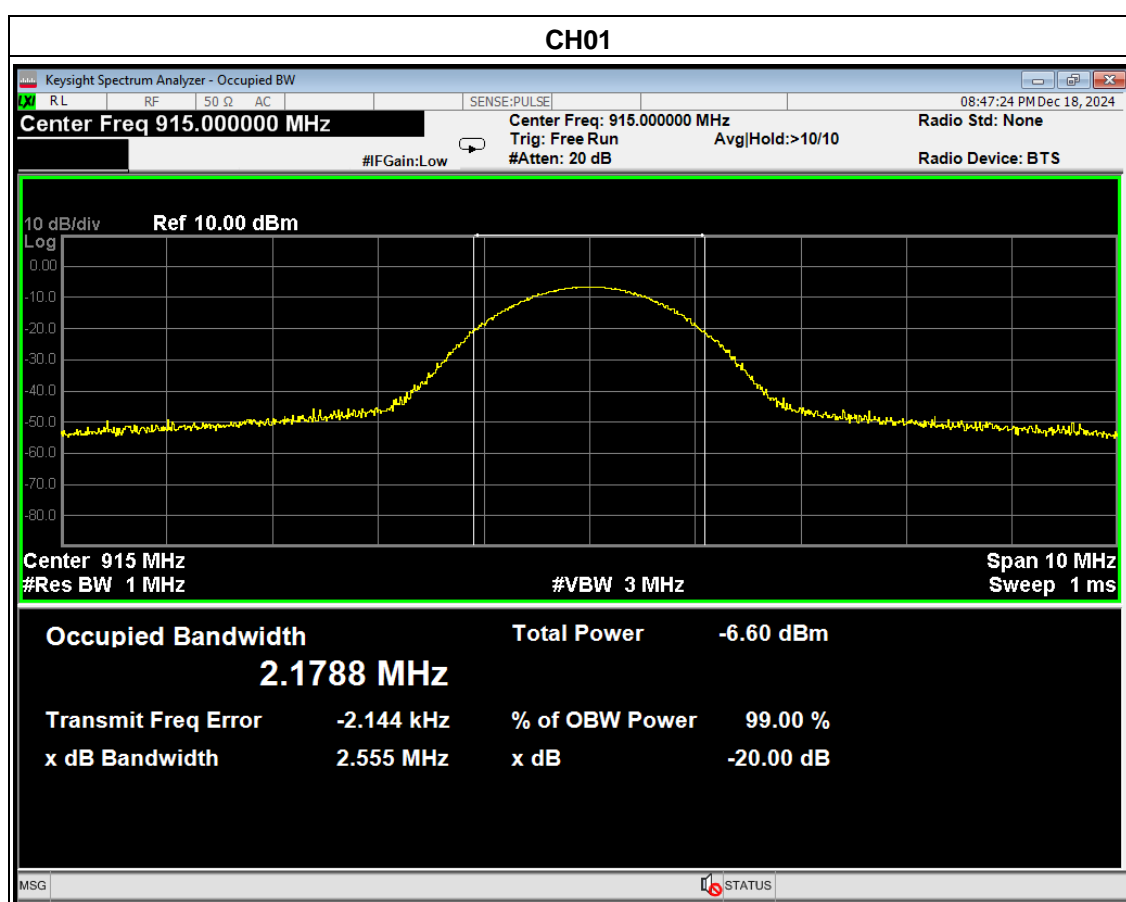 CH01
Keysight Spectrum Analyzer - Occupied BW
LXI RL RF 50 Ω AC SENSE:PULSE 08:47:24 PM Dec 18, 2024
Center Freq 915.000000 MHz Center Freq: 915.000000 MHz Radio Std: None
Trig: Free Run Avg|Hold:>10/10
#IFGain:Low #Atten: 20 dB Radio Device: BTS
10 dB/div Ref 10.00 dBm
Log
0.00
-10.0
-20.0
-30.0
-40.0
-50.0
-60.0
-70.0
-80.0
Center 915 MHz Span 10 MHz
#Res BW 1 MHz #VBW 3 MHz Sweep 1 ms
Occupied Bandwidth Total Power -6.60 dBm
2.1788 MHz
Transmit Freq Error -2.144 kHz % of OBW Power 99.00 %
x dB Bandwidth 2.555 MHz x dB -20.00 dB
MSG STATUS